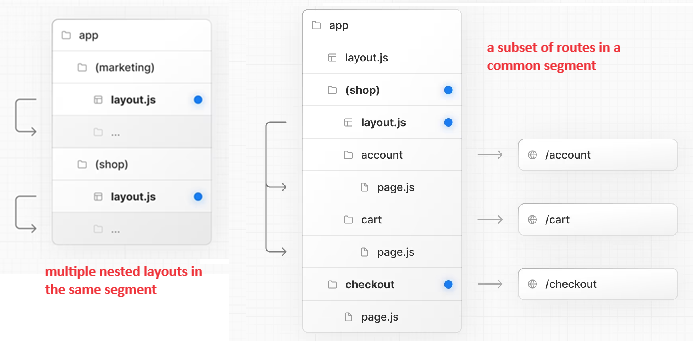 app
(marketing)
layout.js
...
(shop)
layout.js
...
multiple nested layouts in
the same segment
app
layout.js
(shop)
layout.js
account
page.js
cart
page.js
checkout
page.js
a subset of routes in a
common segment
/account
/cart
/checkout